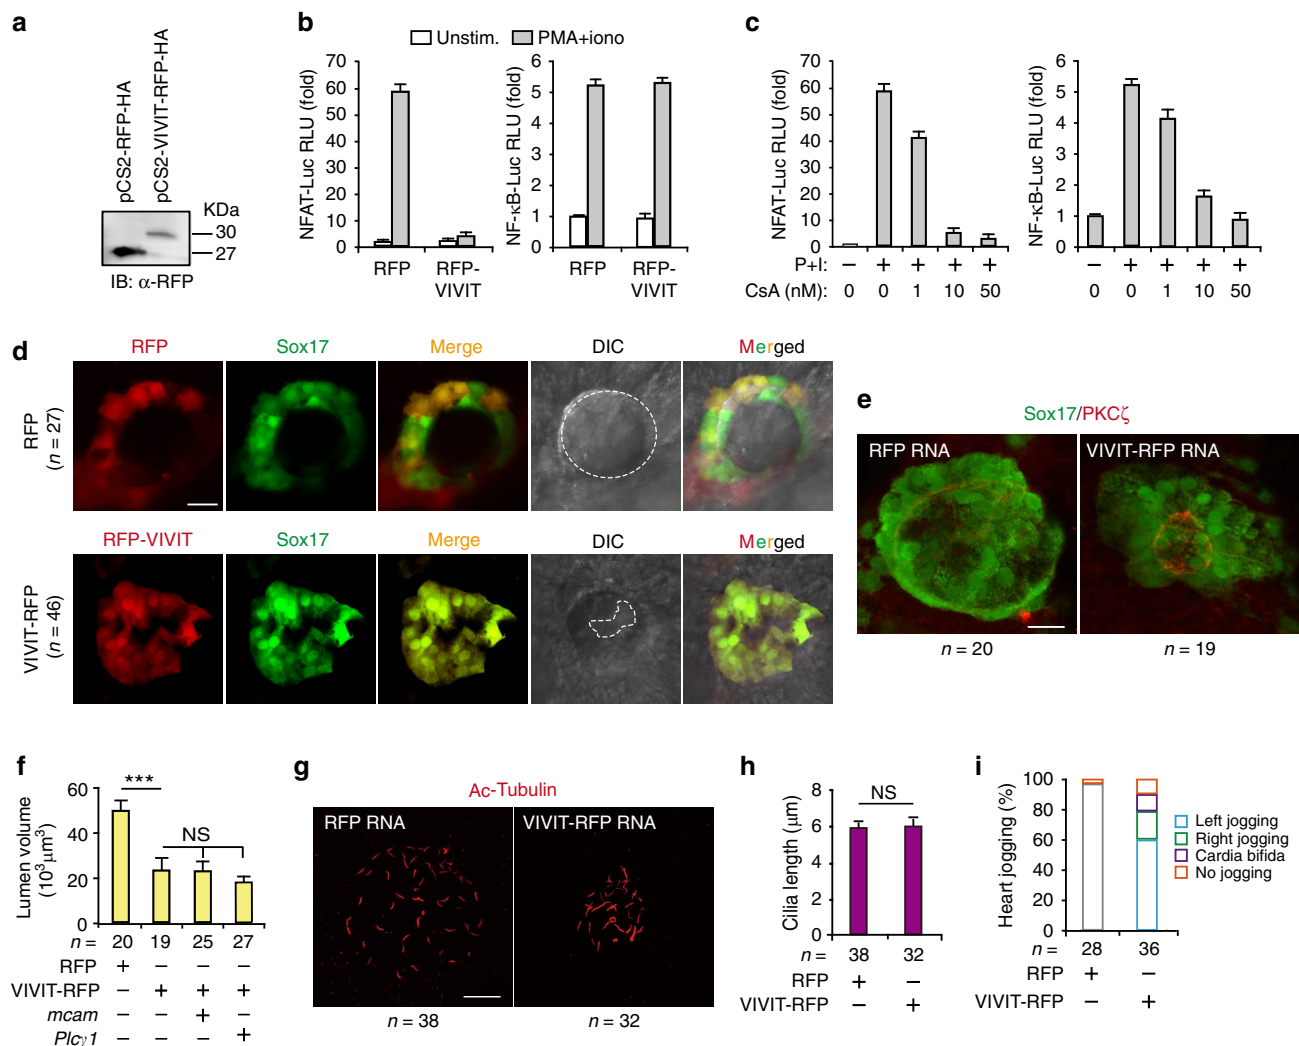 a
pCS2-RFP-HA
pCS2-VIVIT-RFP-HA
KDa
30
27
IB: α-RFP
b
Unstim.
PMA+iono
NFAT-Luc RLU (fold)
70
60
50
40
30
20
10
0
RFP
RFP-VIVIT
NF-κB-Luc RLU (fold)
6
5
4
3
2
1
0
RFP
RFP-VIVIT
c
NFAT-Luc RLU (fold)
70
60
50
40
30
20
10
0
P+I: – + + + +
CsA (nM): 0 0 1 10 50
NF-κB-Luc RLU (fold)
6
5
4
3
2
1
0
– + + + +
0 0 1 10 50
d
RFP Sox17 Merge DIC Merged
RFP
(n = 27)
RFP-VIVIT Sox17 Merge DIC Merged
VIVIT-RFP
(n = 46)
e
Sox17/PKCζ
RFP RNA
VIVIT-RFP RNA
n = 20
n = 19
f
Lumen volume
(10³ μm³)
60
40
20
0
***
NS
n = 20 19 25 27
RFP + – – –
VIVIT-RFP – + + +
mcam – – + –
Plcγ1 – – – +
g
Ac-Tubulin
RFP RNA
VIVIT-RFP RNA
n = 38
n = 32
h
Cilia length (μm)
8
6
4
2
0
NS
n = 38 32
RFP + –
VIVIT-RFP – +
i
Heart jogging (%)
100
80
60
40
20
0
Left jogging
Right jogging
Cardia bifida
No jogging
n = 28 36
RFP + –
VIVIT-RFP – +